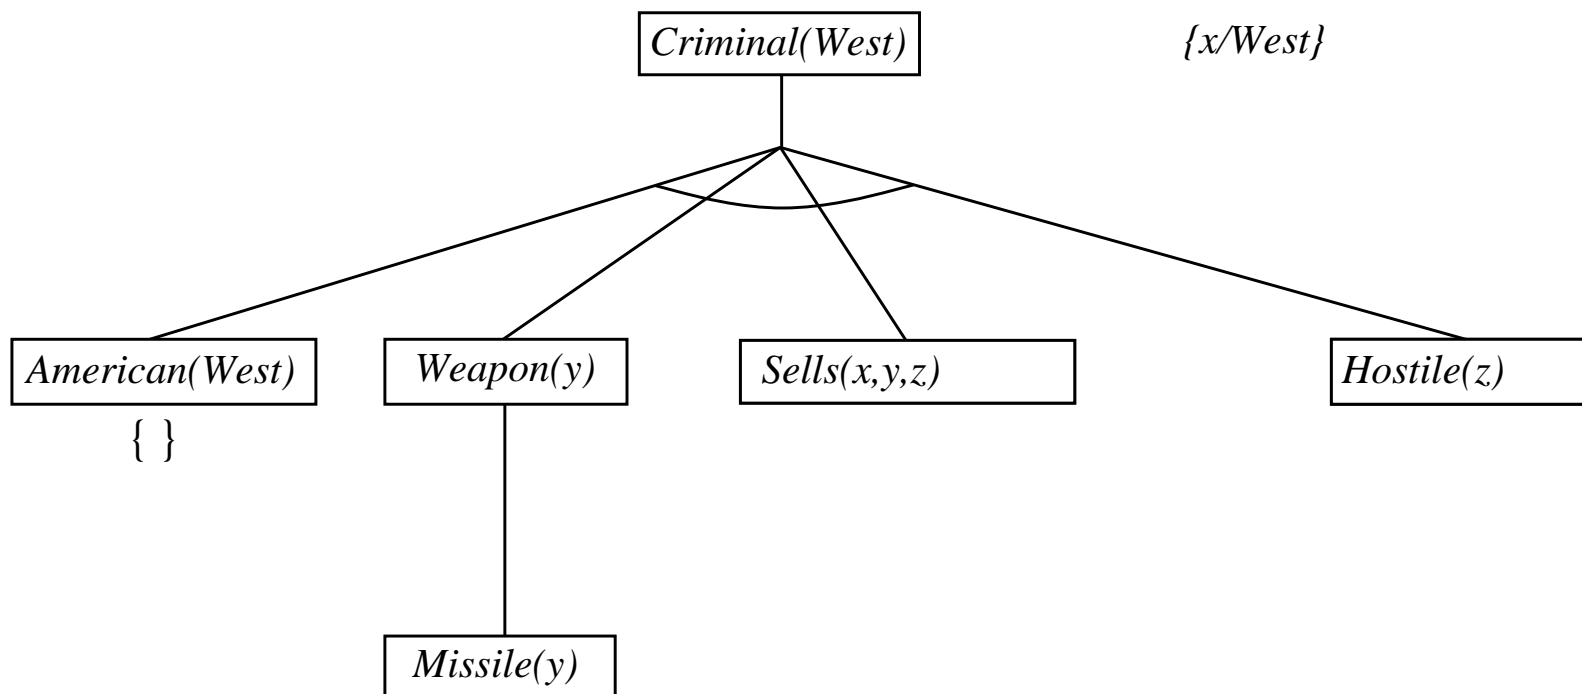 Criminal(West)
{x/West}
American(West)
Weapon(y)
Sells(x,y,z)
Hostile(z)
{ }
Missile(y)